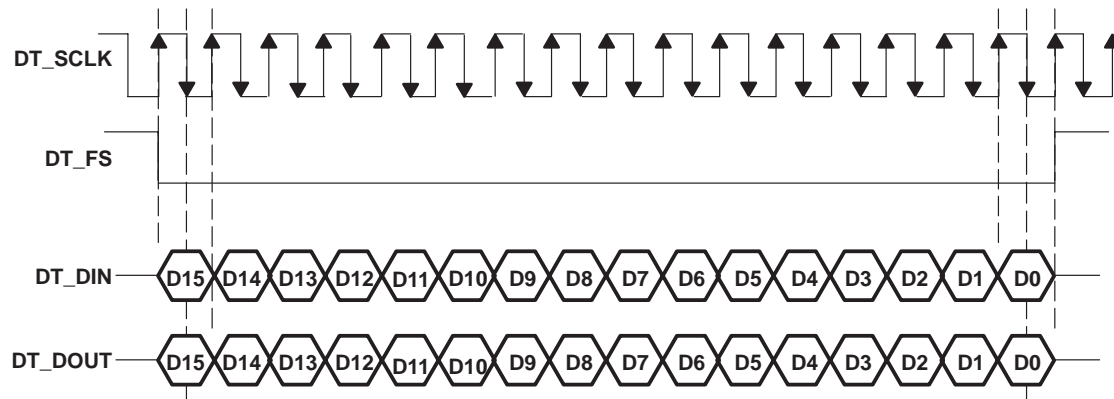 DT_SCLK
DT_FS
DT_DIN D15 D14 D13 D12 D11 D10 D9 D8 D7 D6 D5 D4 D3 D2 D1 D0
DT_DOUT D15 D14 D13 D12 D11 D10 D9 D8 D7 D6 D5 D4 D3 D2 D1 D0